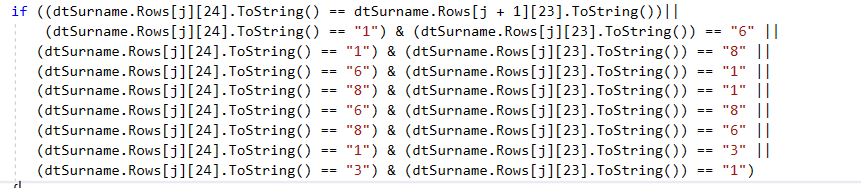 if ((dtSurname.Rows[j][24].ToString() == dtSurname.Rows[j + 1][23].ToString())||
(dtSurname.Rows[j][24].ToString() == "1") & (dtSurname.Rows[j][23].ToString()) == "6" ||
(dtSurname.Rows[j][24].ToString() == "1") & (dtSurname.Rows[j][23].ToString()) == "8" ||
(dtSurname.Rows[j][24].ToString() == "6") & (dtSurname.Rows[j][23].ToString()) == "1" ||
(dtSurname.Rows[j][24].ToString() == "8") & (dtSurname.Rows[j][23].ToString()) == "1" ||
(dtSurname.Rows[j][24].ToString() == "6") & (dtSurname.Rows[j][23].ToString()) == "8" ||
(dtSurname.Rows[j][24].ToString() == "8") & (dtSurname.Rows[j][23].ToString()) == "6" ||
(dtSurname.Rows[j][24].ToString() == "1") & (dtSurname.Rows[j][23].ToString()) == "3" ||
(dtSurname.Rows[j][24].ToString() == "3") & (dtSurname.Rows[j][23].ToString()) == "1")